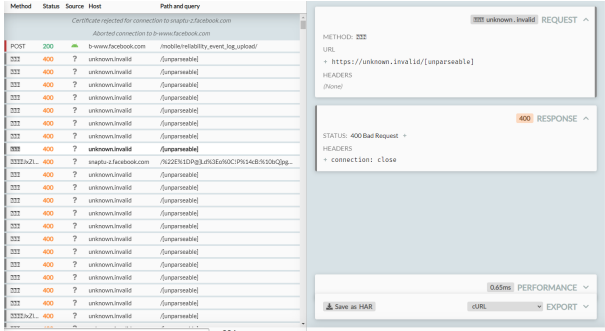 Method Status Source Host Path and query
Certificate rejected for connection to snaptu-z.facebook.com
Aborted connection to b-www.facebook.com
POST 200 b-www.facebook.com /mobile/reliability_event_log_upload/
400 ? unknown.invalid /[unparseable]
400 ? unknown.invalid /[unparseable]
400 ? unknown.invalid /[unparseable]
400 ? unknown.invalid /[unparseable]
400 ? unknown.invalid /[unparseable]
400 ? unknown.invalid /[unparseable]
400 ? unknown.invalid /[unparseable]
400 ? unknown.invalid /[unparseable]
400 ? snaptu-z.facebook.com
400 ? unknown.invalid /[unparseable]
400 ? unknown.invalid /[unparseable]
400 ? unknown.invalid /[unparseable]
400 ? unknown.invalid /[unparseable]
400 ? unknown.invalid /[unparseable]
400 ? unknown.invalid /[unparseable]
400 ? unknown.invalid /[unparseable]
400 ? unknown.invalid /[unparseable]
400 ? unknown.invalid /[unparseable]
400 ? unknown.invalid /[unparseable]
400 ? unknown.invalid /[unparseable]
unknown.invalid REQUEST
METHOD:
URL
+ https://unknown.invalid/[unparseable]
HEADERS
(None)
400 RESPONSE
STATUS: 400 Bad Request +
HEADERS
+ connection: close
0.65ms PERFORMANCE
Save as HAR cURL EXPORT